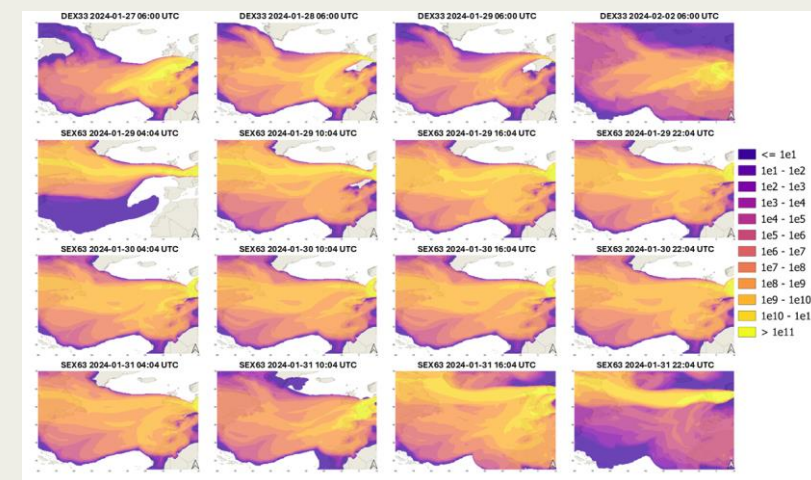 DEX33 2024-01-27 06:00 UTC
DEX33 2024-01-28 06:00 UTC
DEX33 2024-01-29 06:00 UTC
DEX33 2024-02-02 06:00 UTC
SEX63 2024-01-29 04:04 UTC
SEX63 2024-01-29 10:04 UTC
SEX63 2024-01-29 16:04 UTC
SEX63 2024-01-29 22:04 UTC
SEX63 2024-01-30 04:04 UTC
SEX63 2024-01-30 10:04 UTC
SEX63 2024-01-30 16:04 UTC
SEX63 2024-01-30 22:04 UTC
SEX63 2024-01-31 04:04 UTC
SEX63 2024-01-31 10:04 UTC
SEX63 2024-01-31 16:04 UTC
SEX63 2024-01-31 22:04 UTC
<= 1e1
1e1 - 1e2
1e2 - 1e3
1e3 - 1e4
1e4 - 1e5
1e5 - 1e6
1e6 - 1e7
1e7 - 1e8
1e8 - 1e9
1e9 - 1e10
1e10 - 1e1
> 1e11